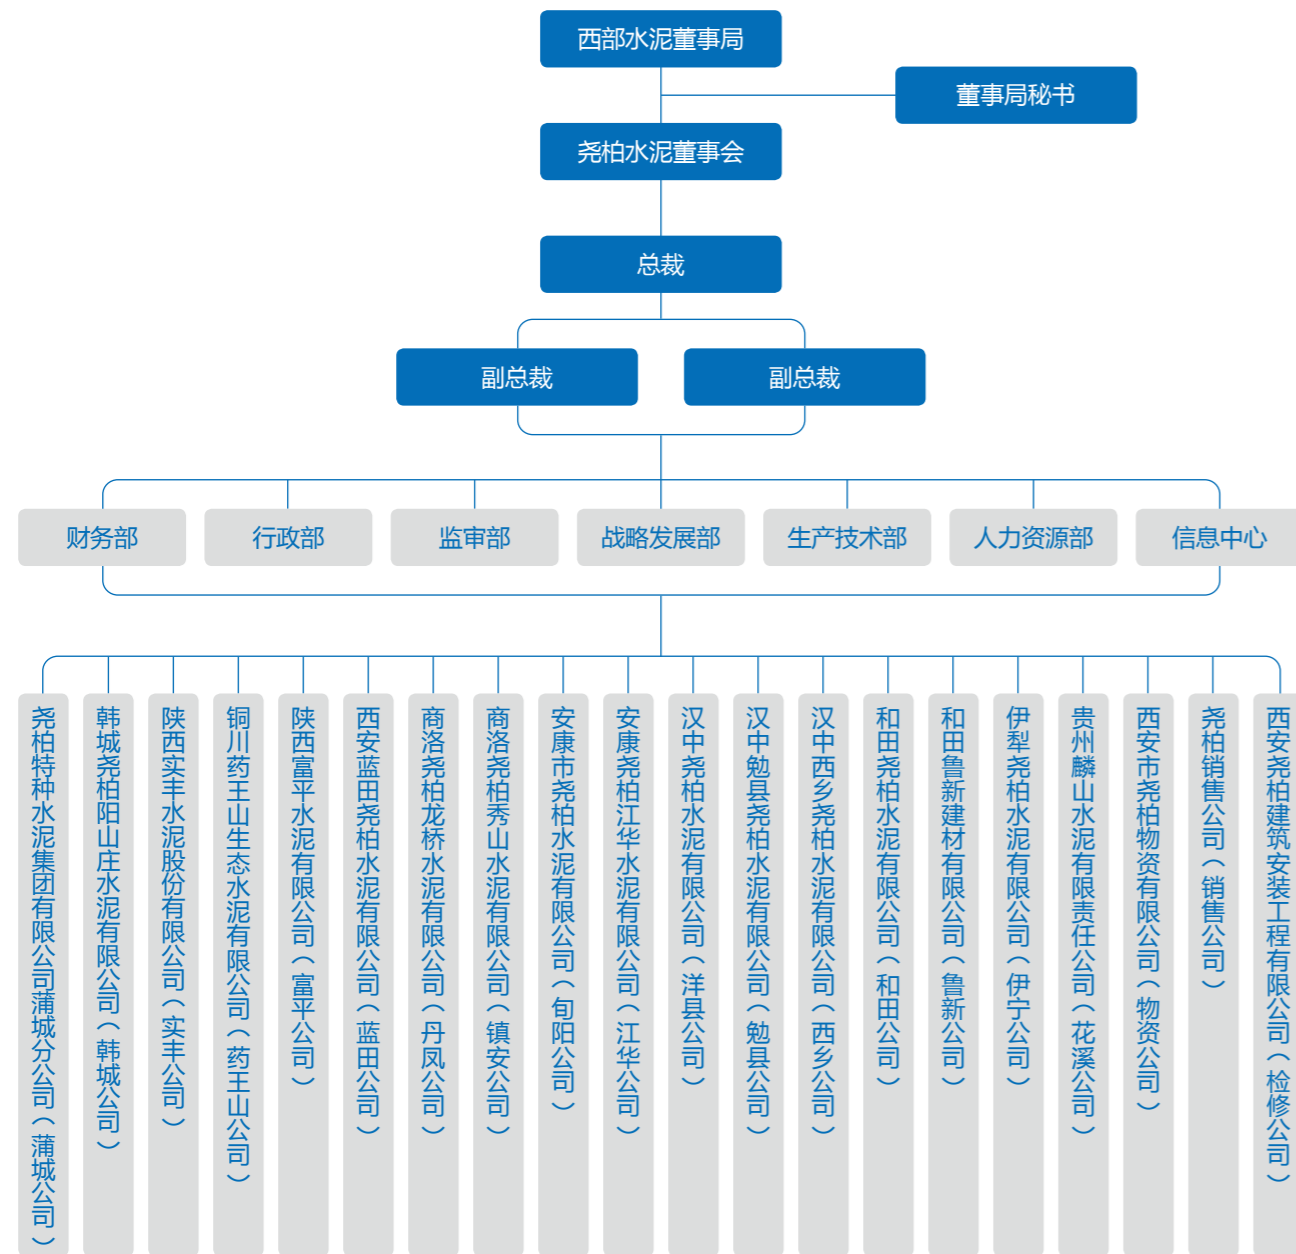 西部水泥董事局
董事局秘书
尧柏水泥董事会
总裁
副总裁
副总裁
财务部
行政部
监审部
战略发展部
生产技术部
人力资源部
信息中心
尧柏特种水泥集团有限公司蒲城分公司（蒲城公司）
韩城尧柏阳山庄水泥有限公司（韩城公司）
陕西实丰水泥股份有限公司（实丰公司）
铜川药王山生态水泥有限公司（药王山公司）
陕西富平水泥有限公司（富平公司）
西安蓝田尧柏水泥有限公司（蓝田公司）
商洛尧柏龙桥水泥有限公司（丹凤公司）
商洛尧柏秀山水泥有限公司（镇安公司）
安康市尧柏水泥有限公司（旬阳公司）
安康尧柏江华水泥有限公司（江华公司）
汉中尧柏水泥有限公司（洋县公司）
汉中勉县尧柏水泥有限公司（勉县公司）
汉中西乡尧柏水泥有限公司（西乡公司）
和田尧柏水泥有限公司（和田公司）
和田鲁新建材有限公司（鲁新公司）
伊犁尧柏水泥有限公司（伊宁公司）
贵州麟山水泥有限责任公司（花溪公司）
西安市尧柏物资有限公司（物资公司）
尧柏销售公司（销售公司）
西安尧柏建筑安装工程有限公司（检修公司）